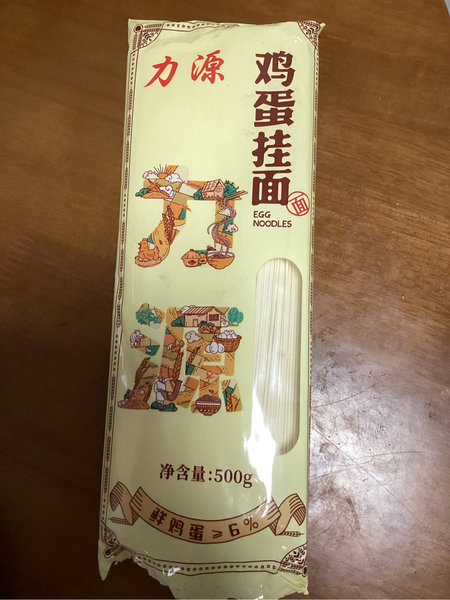 力源
鸡蛋挂面
面
EGG
NOODLES
力
源
净含量:500g
鲜鸡蛋≥6%